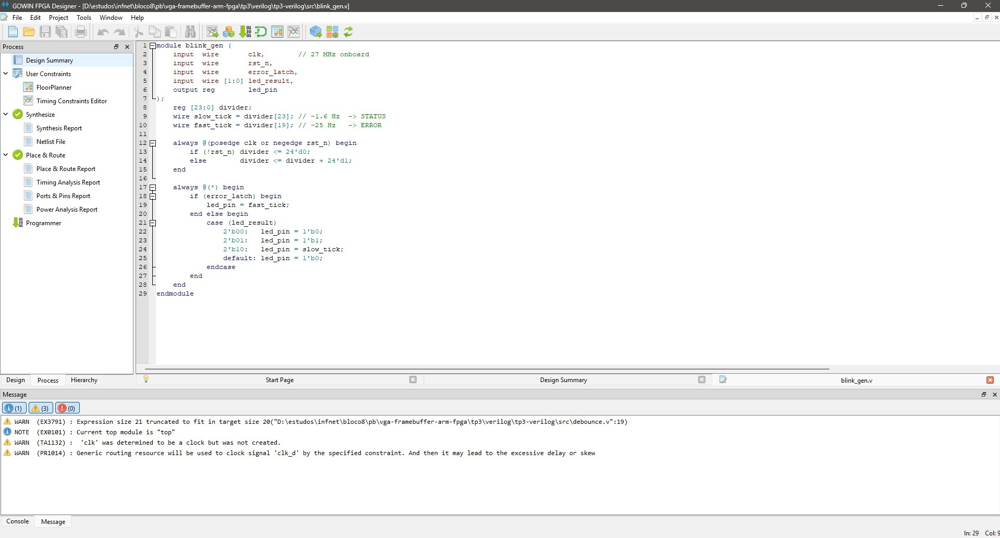 GOWIN FPGA Designer - [D:\estudos\infnet\bloco8\pb\vga-framebuffer-arm-fpga\tp3\verilog\tp3-verilog\src\blink_gen.v]
File Edit Project Tools Window Help
Process
Design Summary
User Constraints
FloorPlanner
Timing Constraints Editor
Synthesize
Synthesis Report
Netlist File
Place & Route
Place & Route Report
Timing Analysis Report
Ports & Pins Report
Power Analysis Report
Programmer
1 module blink_gen (
2     input  wire       clk,        // 27 MHz onboard
3     input  wire       rst_n,
4     input  wire       error_latch,
5     input  wire [1:0] led_result,
6     output reg        led_pin
7 );
8     reg [23:0] divider;
9     wire slow_tick = divider[23]; // ~1.6 Hz  -> STATUS
10     wire fast_tick = divider[19]; // ~25 Hz   -> ERROR
11
12     always @(posedge clk or negedge rst_n) begin
13         if (!rst_n) divider <= 24'd0;
14         else        divider <= divider + 24'd1;
15     end
16
17     always @(*) begin
18         if (error_latch) begin
19             led_pin = fast_tick;
20         end else begin
21             case (led_result)
22                 2'b00:   led_pin = 1'b0;
23                 2'b01:   led_pin = 1'b1;
24                 2'b10:   led_pin = slow_tick;
25                 default: led_pin = 1'b0;
26             endcase
27         end
28     end
29 endmodule
Design Process Hierarchy
Start Page Design Summary blink_gen.v
Message
(1) (3) (0)
WARN  (EX3791) : Expression size 21 truncated to fit in target size 20("D:\estudos\infnet\bloco8\pb\vga-framebuffer-arm-fpga\tp3\verilog\tp3-verilog\src\debounce.v":19)
NOTE  (EX0101) : Current top module is "top"
WARN  (TA1132) :  'clk' was determined to be a clock but was not created.
WARN  (PR1014) : Generic routing resource will be used to clock signal 'clk_d' by the specified constraint. And then it may lead to the excessive delay or skew
Console Message
In: 29 Col: 9